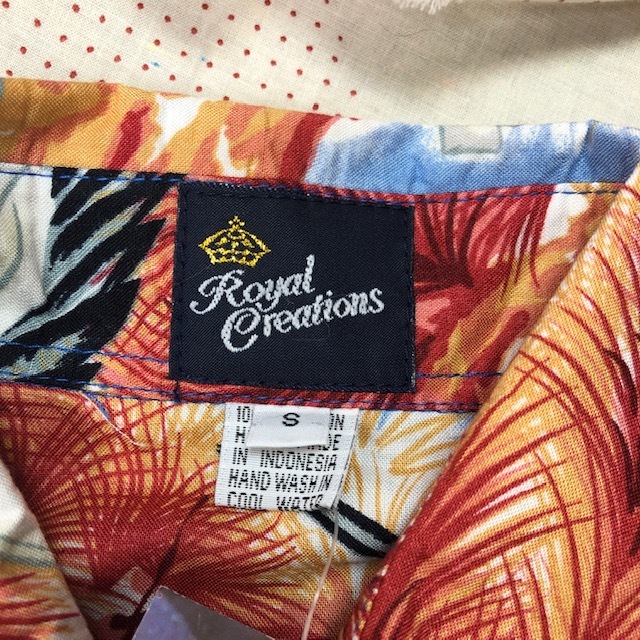 Royal
Creations
S
IN INDONESIA
HAND WASH IN
COOL WATER